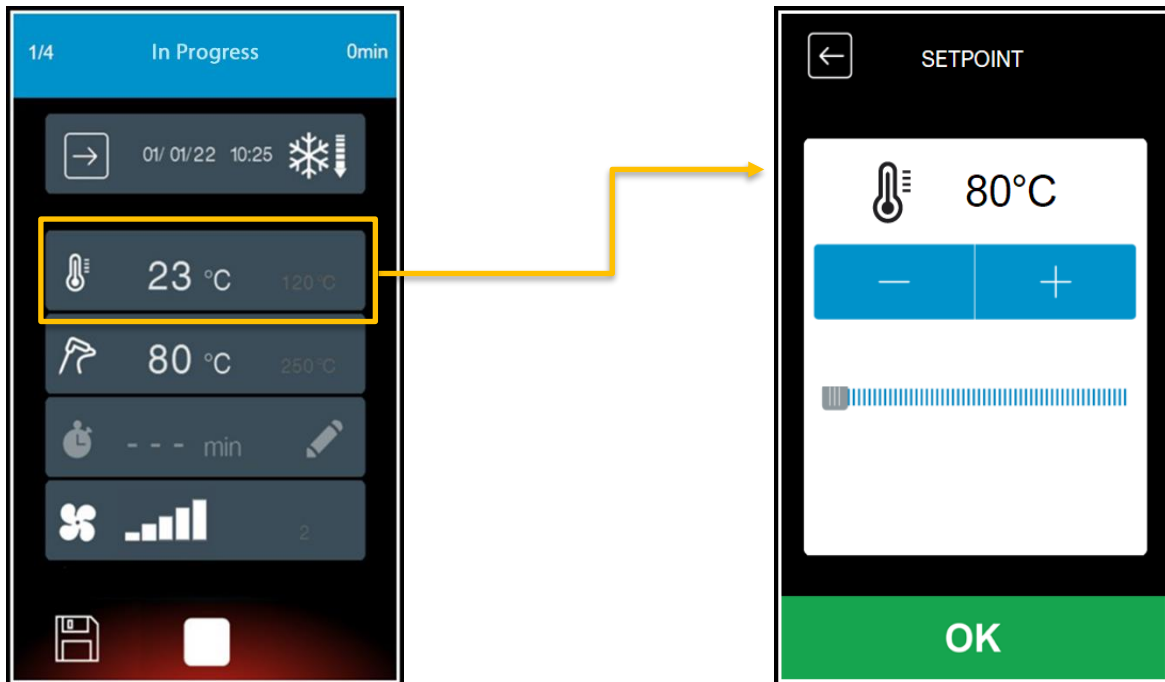 1/4 In Progress 0min
01/ 01/22 10:25
23 °C 120°C
80 °C 250°C
- - - min
2
SETPOINT
80°C
− +
OK